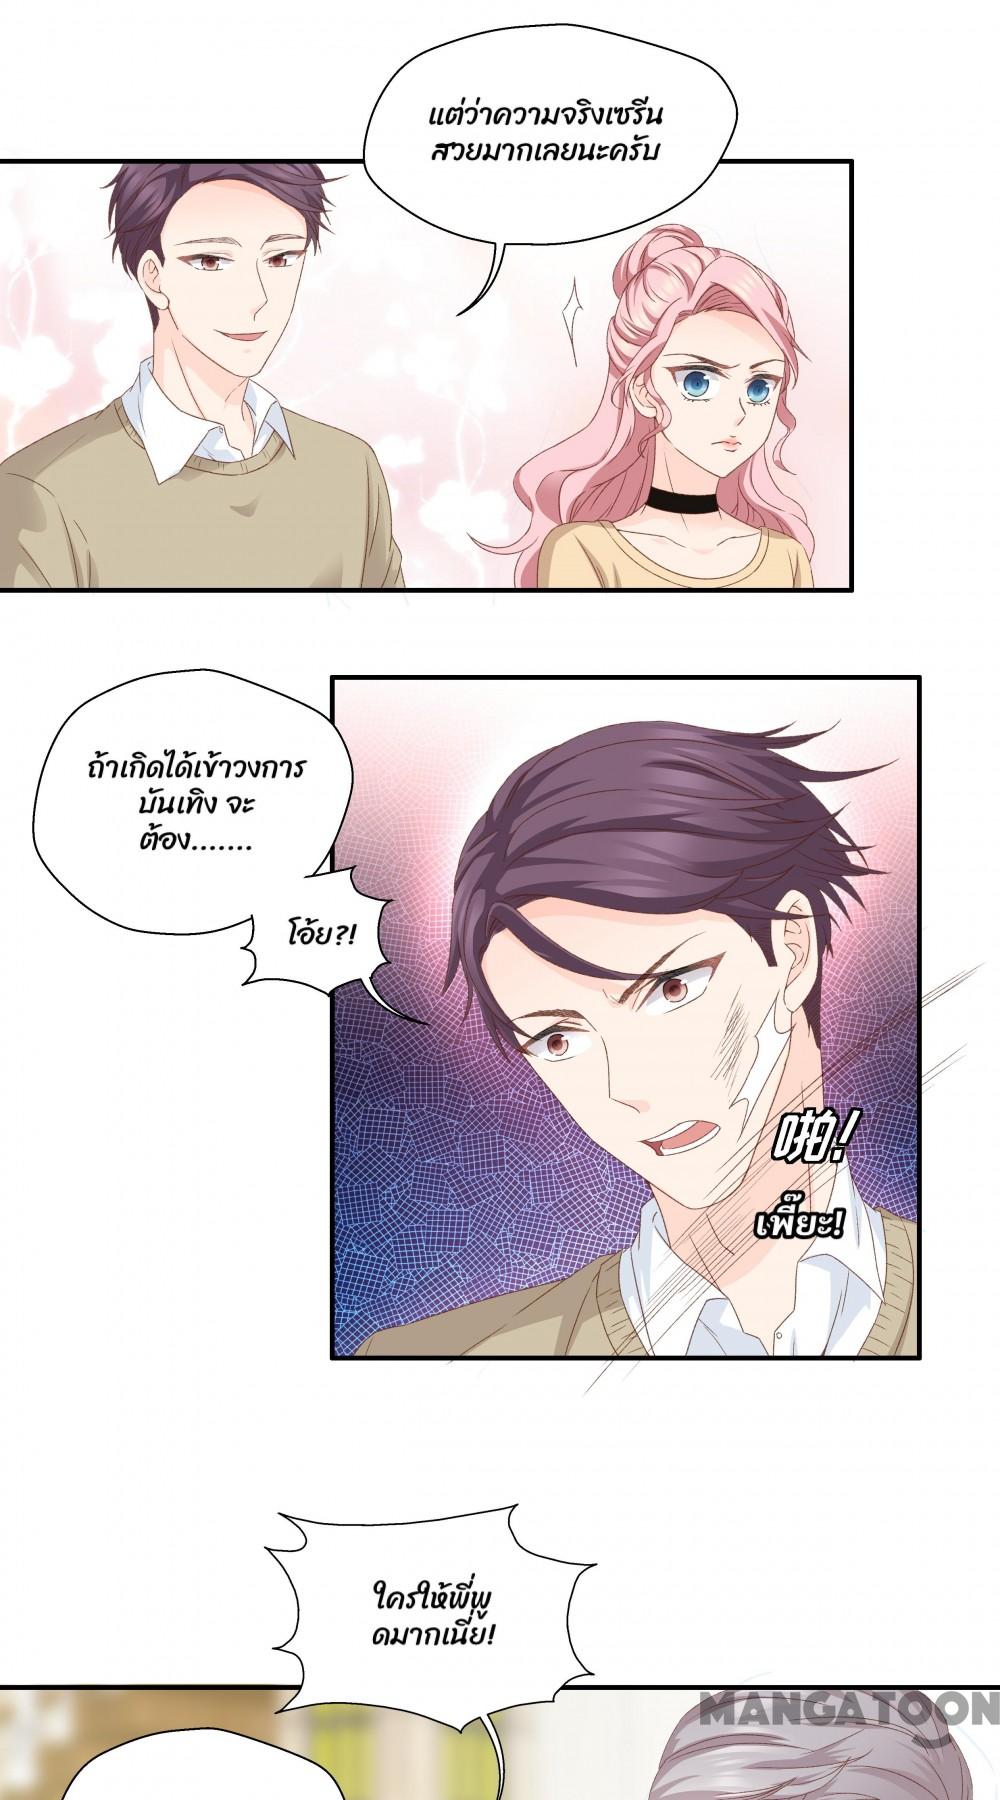 แต่ว่าความจริงเซรีน
สวยมากเลยนะครับ
ถ้าเกิดได้เข้าวงการ
บันเทิง จะ
ต้อง.......
โอ้ย?!
啪!
เพี๊ยะ!
ใครให้พี่พู
ดมากเนี่ย!
MANGATOON